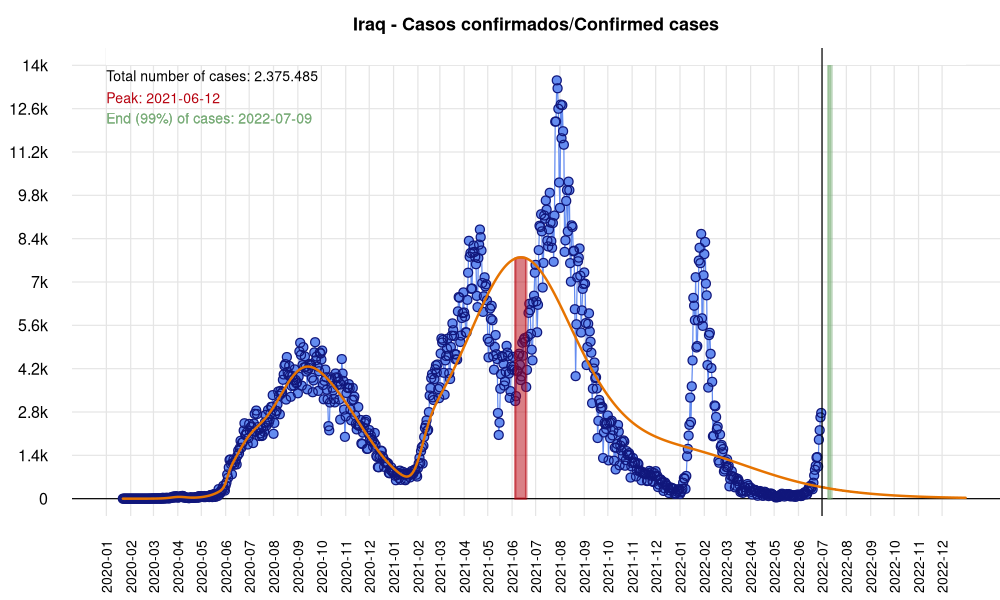 Iraq - Casos confirmados/Confirmed cases
Total number of cases: 2.375.485
Peak: 2021-06-12
End (99%) of cases: 2022-07-09
14k
12.6k
11.2k
9.8k
8.4k
7k
5.6k
4.2k
2.8k
1.4k
0
2020-01
2020-02
2020-03
2020-04
2020-05
2020-06
2020-07
2020-08
2020-09
2020-10
2020-11
2020-12
2021-01
2021-02
2021-03
2021-04
2021-05
2021-06
2021-07
2021-08
2021-09
2021-10
2021-11
2021-12
2022-01
2022-02
2022-03
2022-04
2022-05
2022-06
2022-07
2022-08
2022-09
2022-10
2022-11
2022-12